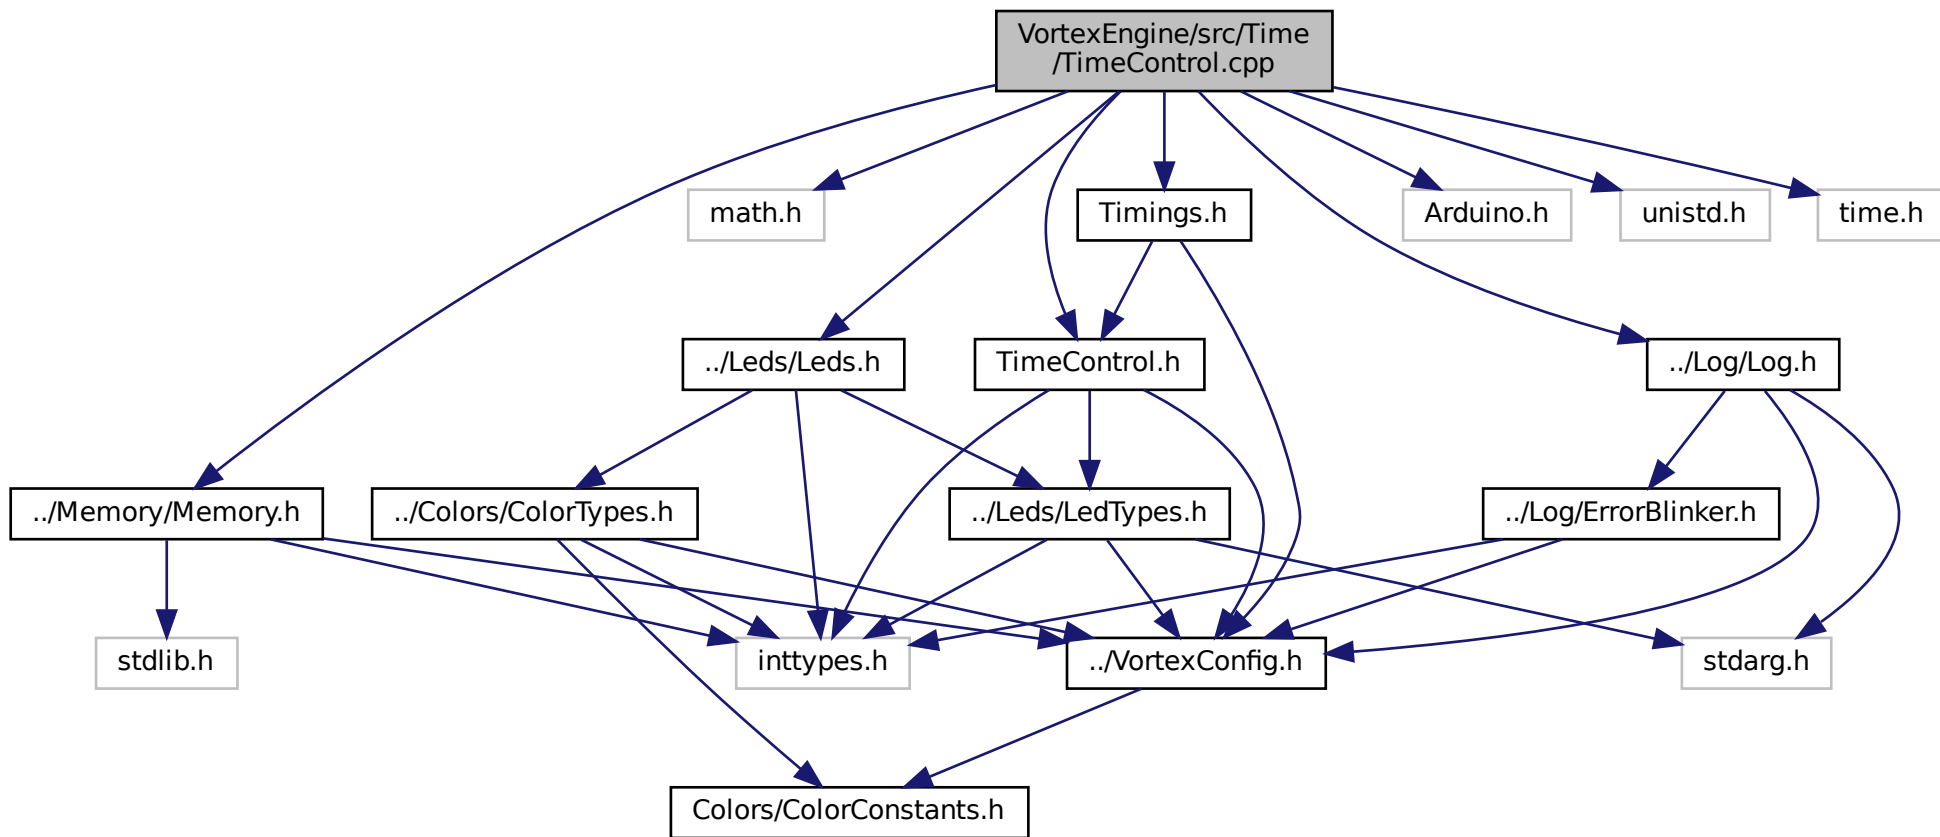 VortexEngine/src/Time
/TimeControl.cpp
math.h
Timings.h
Arduino.h
unistd.h
time.h
../Leds/Leds.h
TimeControl.h
../Log/Log.h
../Memory/Memory.h
../Colors/ColorTypes.h
../Leds/LedTypes.h
../Log/ErrorBlinker.h
stdlib.h
inttypes.h
../VortexConfig.h
stdarg.h
Colors/ColorConstants.h